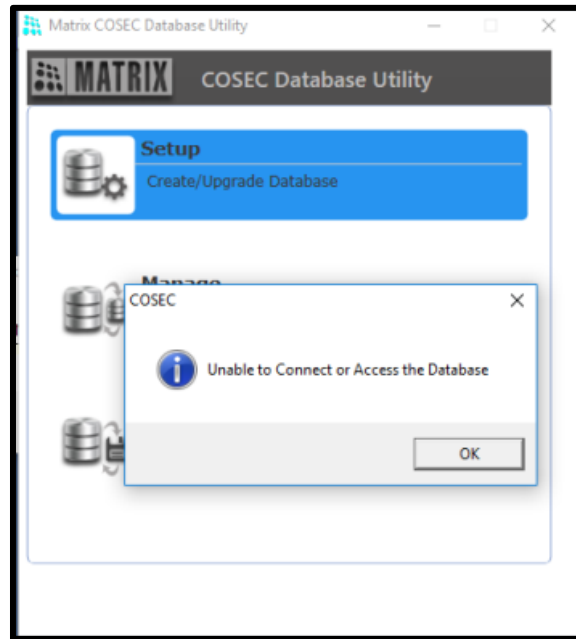 Matrix COSEC Database Utility
MATRIX COSEC Database Utility
Setup
Create/Upgrade Database
Manage
COSEC
Unable to Connect or Access the Database
OK